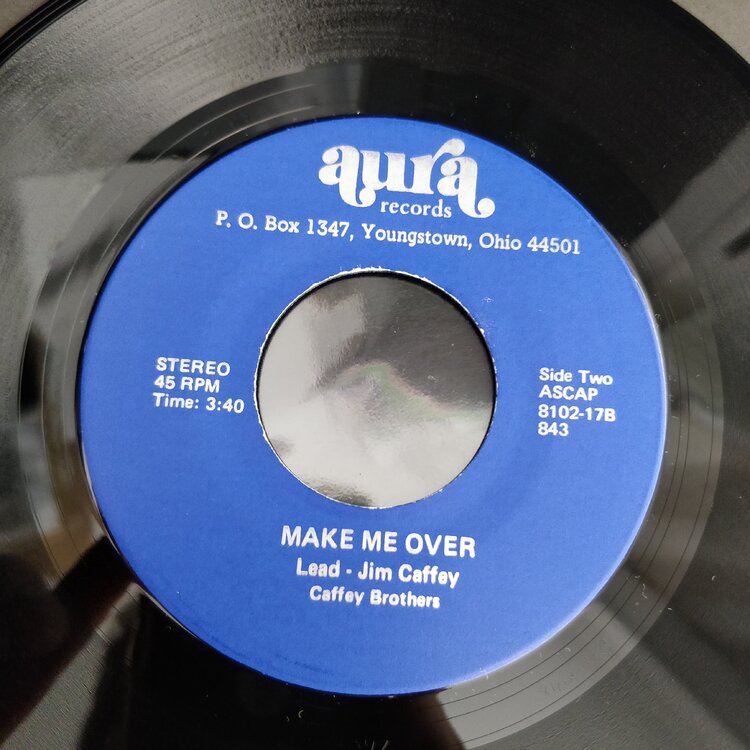 aura
records
P. O. Box 1347, Youngstown, Ohio 44501
STEREO
45 RPM
Time: 3:40
Side Two
ASCAP
8102-17B
843
MAKE ME OVER
Lead - Jim Caffey
Caffey Brothers